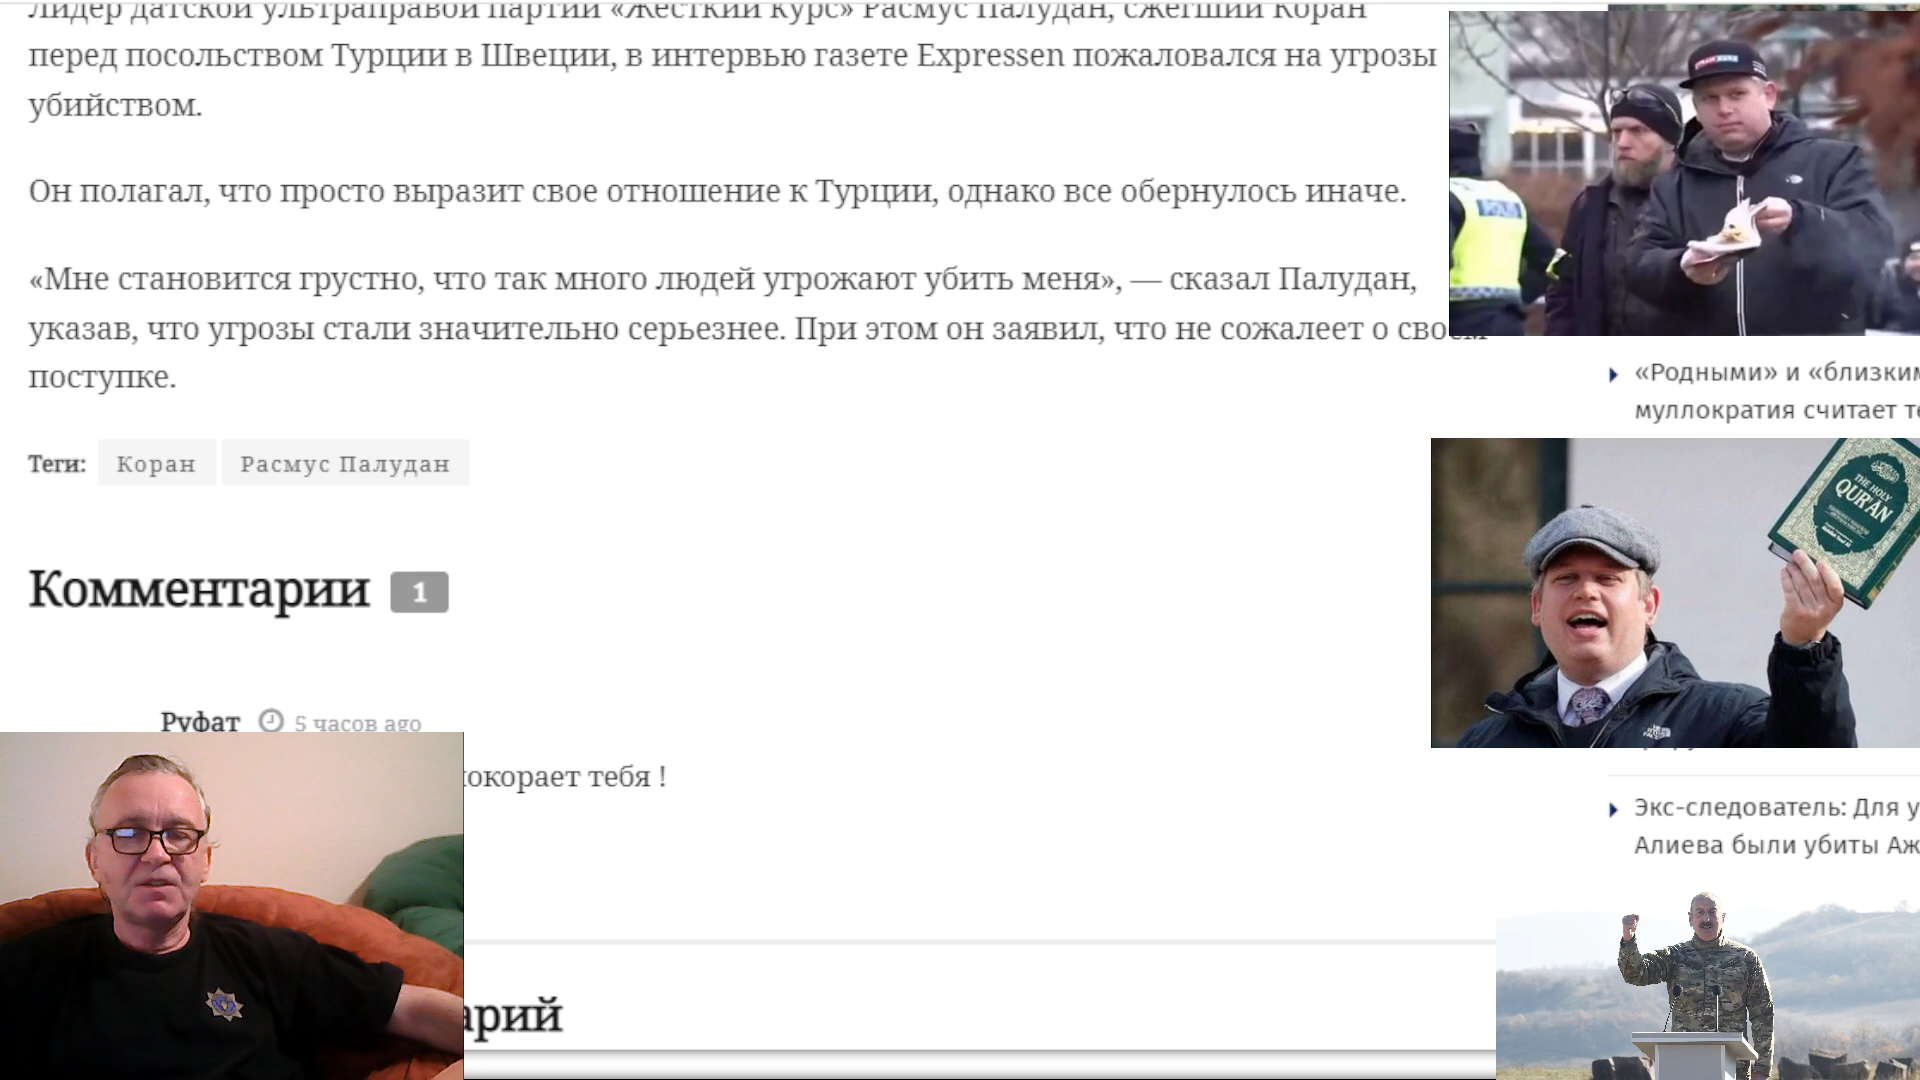 лидер датской ультраправой партии «Жесткий курс» Расмус Палудан, сжегший Коран
перед посольством Турции в Швеции, в интервью газете Expressen пожаловался на угрозы
убийством.
Он полагал, что просто выразит свое отношение к Турции, однако все обернулось иначе.
«Мне становится грустно, что так много людей угрожают убить меня», — сказал Палудан,
указав, что угрозы стали значительно серьезнее. При этом он заявил, что не сожалеет о своем
поступке.
Теги: Коран Расмус Палудан
Комментарии 1
Руфат 5 часов ago
покорает тебя !
арий
POLIS
«Родными» и «близким
муллократия считает те
THE HOLY
QUR'AN
Экс-следователь: Для у
Алиева были убиты Аж